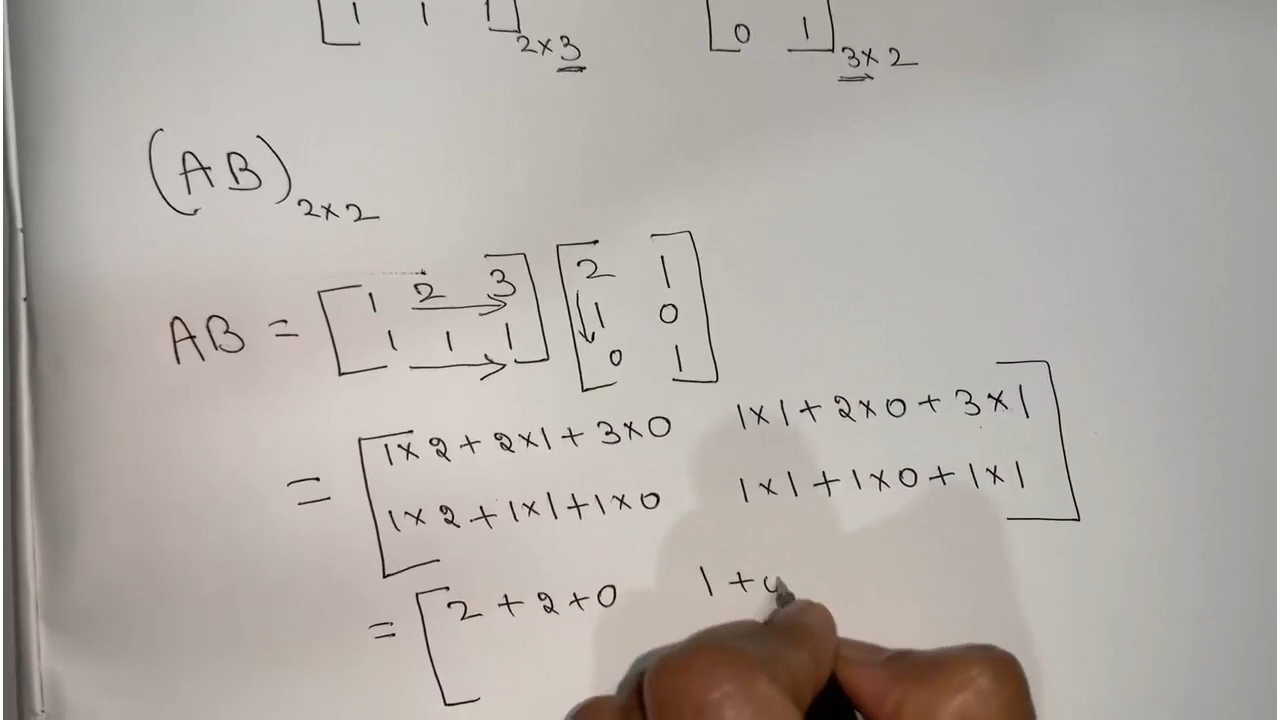 [ 1 1 ]2×3 [ 0 1 ]3×2
(AB)2×2
AB = [ 1 2 3 ] [ 2 1 ]
1 1 1 1 0
0 1
= [ 1×2+2×1+3×0 1×1+2×0+3×1 ]
1×2+1×1+1×0 1×1+1×0+1×1
= [ 2+2+0 1+